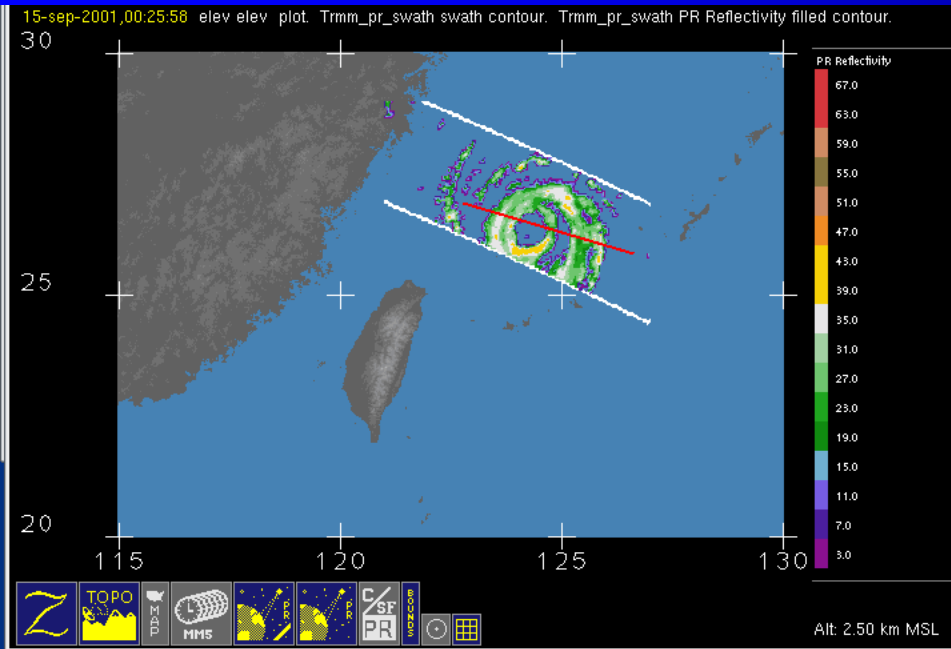 15-sep-2001,00:25:58 elev elev plot. Trmm_pr_swath swath contour. Trmm_pr_swath PR Reflectivity filled contour.
30
25
20
115 120 125 130
PR Reflectivity
67.0
63.0
59.0
55.0
51.0
47.0
43.0
39.0
35.0
31.0
27.0
23.0
19.0
15.0
11.0
7.0
3.0
Z
TOPO
MAP
MM5
PR
PR
C/SF
PR
BOUNDS
Alt: 2.50 km MSL